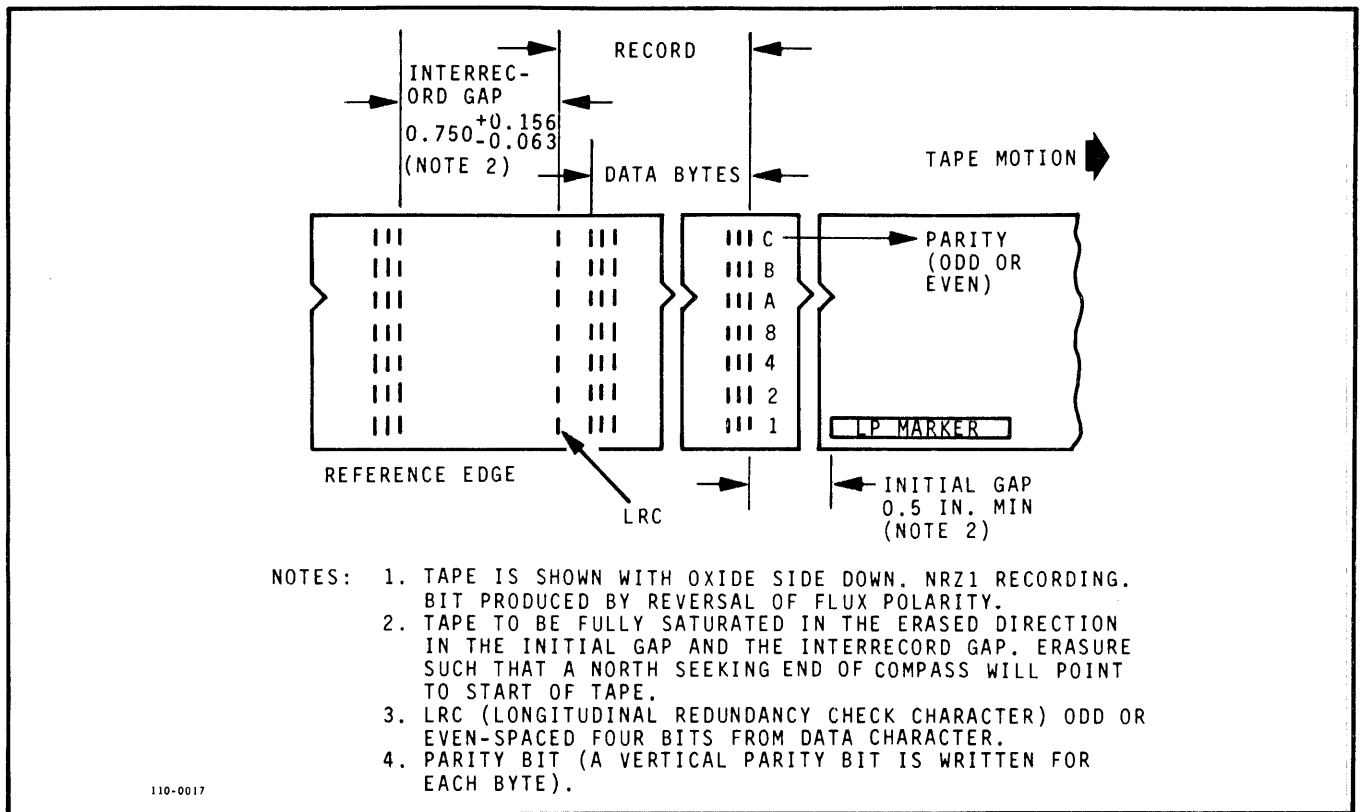 RECORD
INTERREC-
ORD GAP
0.750 +0.156
-0.063
(NOTE 2)
DATA BYTES
TAPE MOTION
C
PARITY
(ODD OR
EVEN)
B
A
8
4
2
1
LP MARKER
REFERENCE EDGE
LRC
INITIAL GAP
0.5 IN. MIN
(NOTE 2)
NOTES: 1. TAPE IS SHOWN WITH OXIDE SIDE DOWN. NRZ1 RECORDING.
BIT PRODUCED BY REVERSAL OF FLUX POLARITY.
2. TAPE TO BE FULLY SATURATED IN THE ERASED DIRECTION
IN THE INITIAL GAP AND THE INTERRECORD GAP. ERASURE
SUCH THAT A NORTH SEEKING END OF COMPASS WILL POINT
TO START OF TAPE.
3. LRC (LONGITUDINAL REDUNDANCY CHECK CHARACTER) ODD OR
EVEN-SPACED FOUR BITS FROM DATA CHARACTER.
4. PARITY BIT (A VERTICAL PARITY BIT IS WRITTEN FOR
EACH BYTE).
110-0017